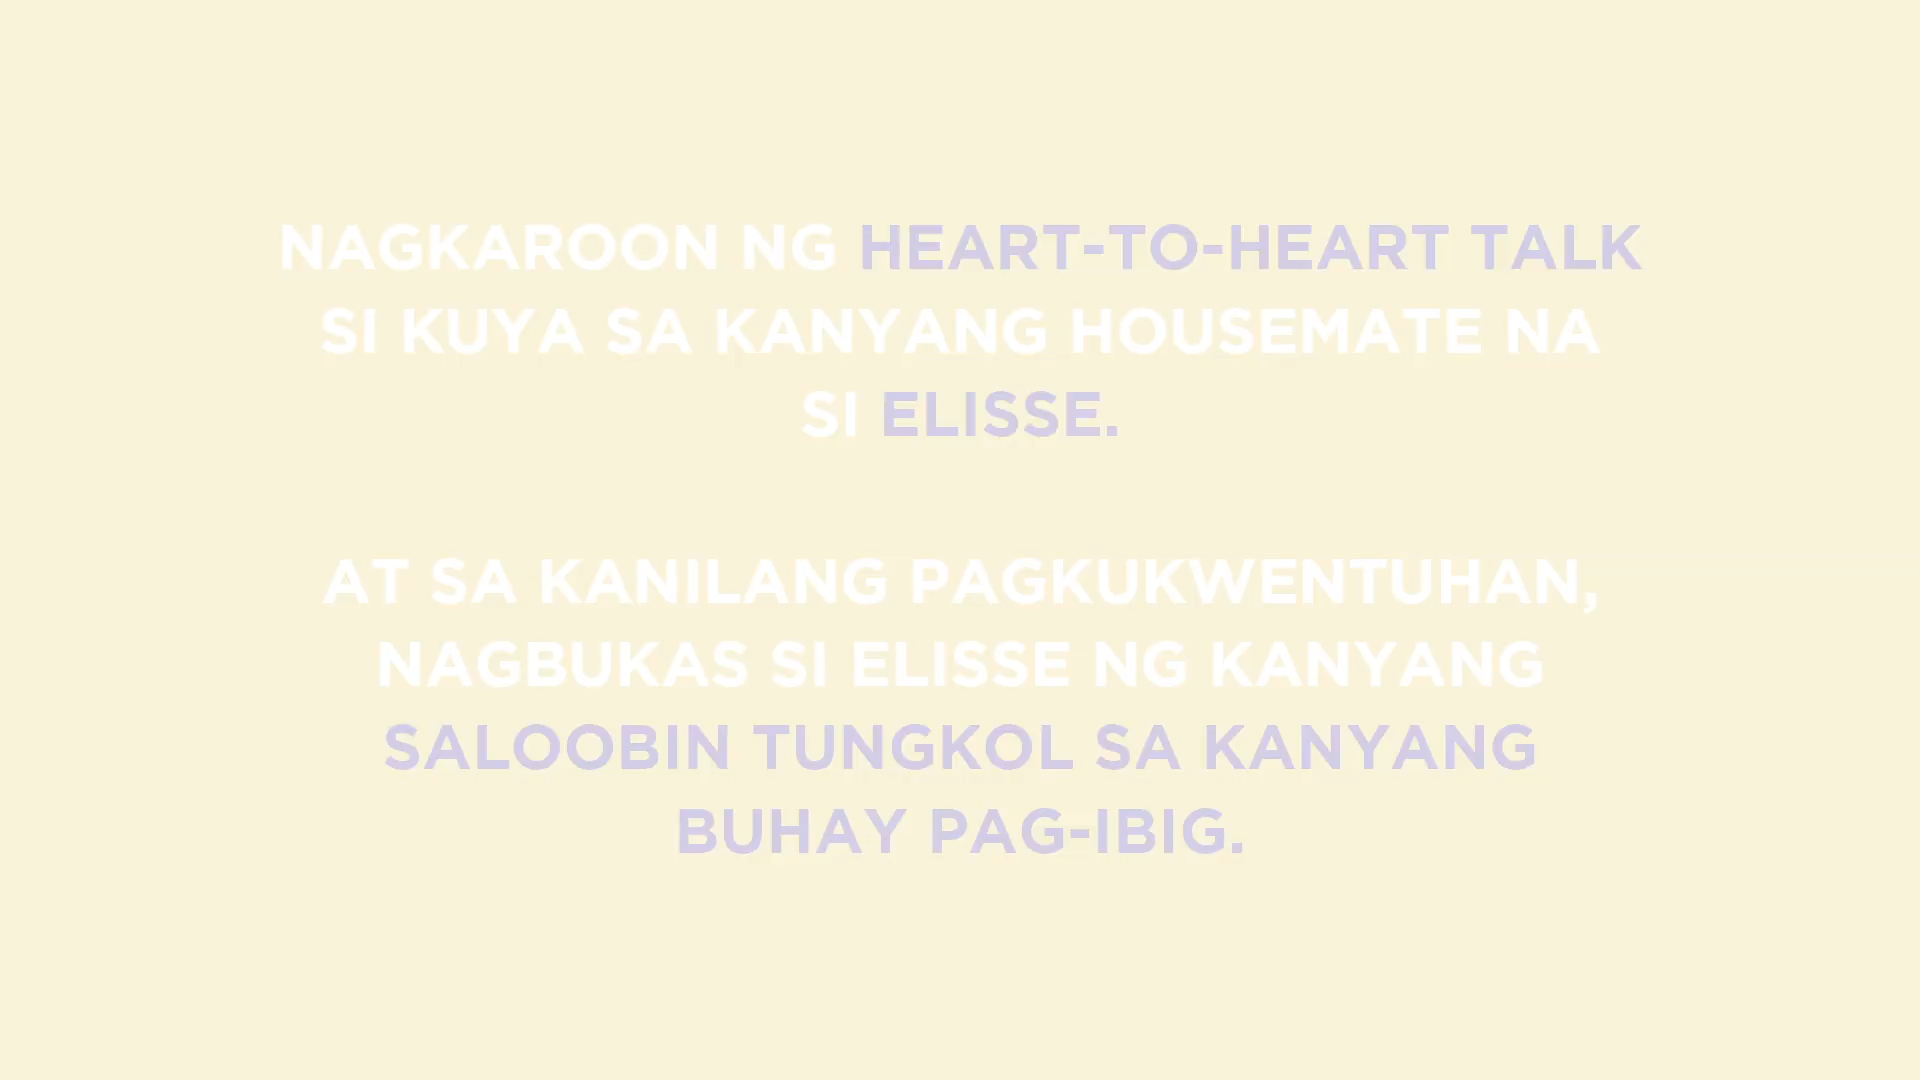 NAGKAROON NG HEART-TO-HEART TALK
SI KUYA SA KANYANG HOUSEMATE NA
SI ELISSE.
AT SA KANILANG PAGKUKWENTUHAN,
NAGBUKAS SI ELISSE NG KANYANG
SALOOBIN TUNGKOL SA KANYANG
BUHAY PAG-IBIG.